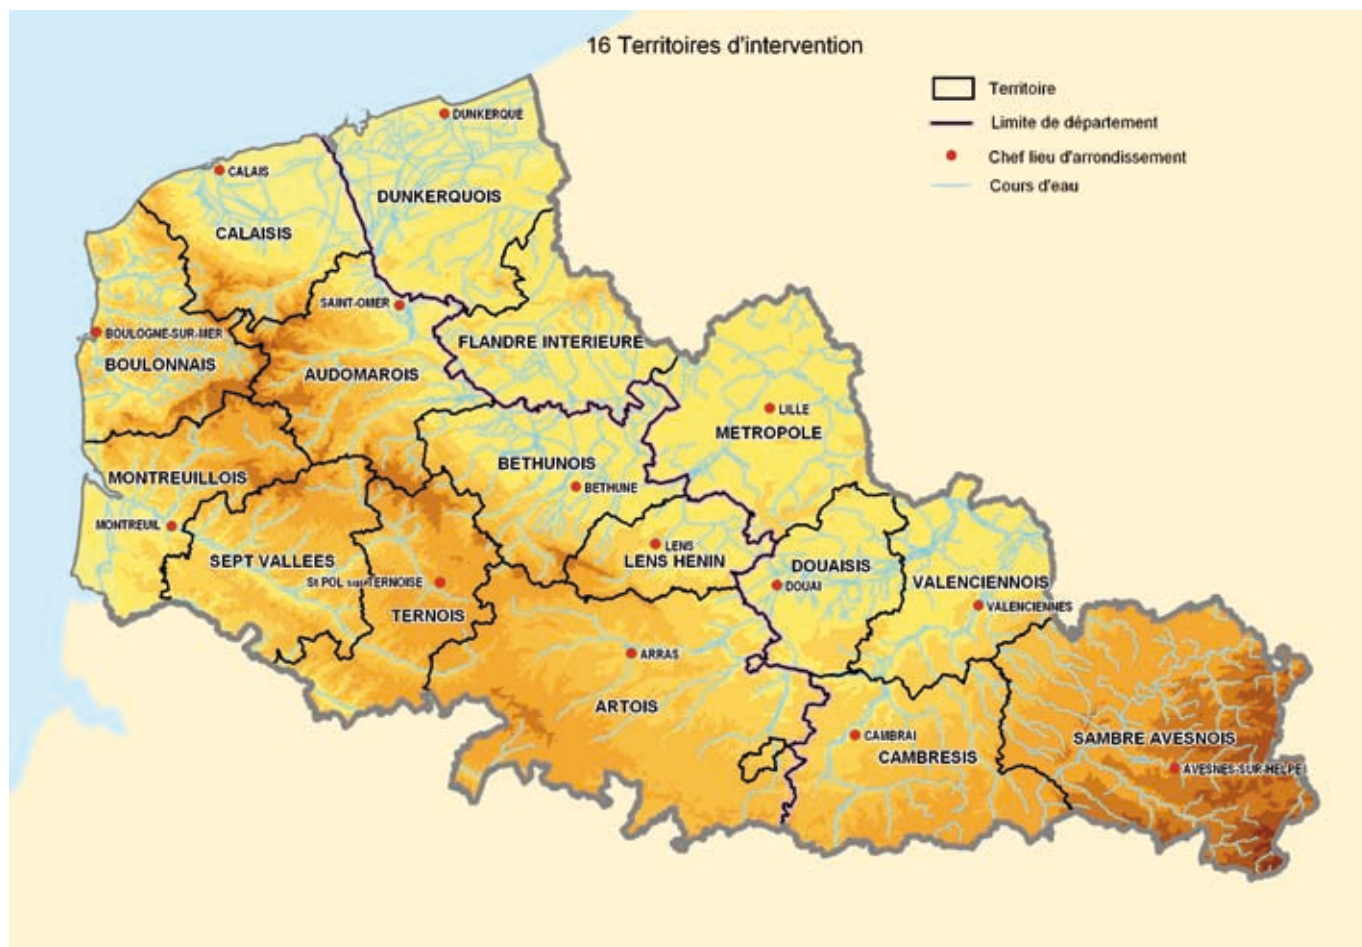 16 Territoires d'intervention
Territoire
Limite de département
Chef lieu d'arrondissement
Cours d'eau
DUNKERQUE
CALAIS
DUNKERQUOIS
CALAISIS
SAINT-OMER
BOULOGNE-SUR-MER
FLANDRE INTERIEURE
BOULONNAIS
AUDOMAROIS
LILLE
METROPOLE
BETHUNOIS
MONTREUILLOIS
BETHUNE
MONTREUIL
LENS
SEPT VALLEES
LENS HENIN
DOUAISIS
St POL sur TERNOISE
DOUAI
VALENCIENNOIS
VALENCIENNES
TERNOIS
ARRAS
ARTOIS
CAMBRAI
SAMBRE AVESNOIS
CAMBRESIS
AVESNES-SUR-HELPE